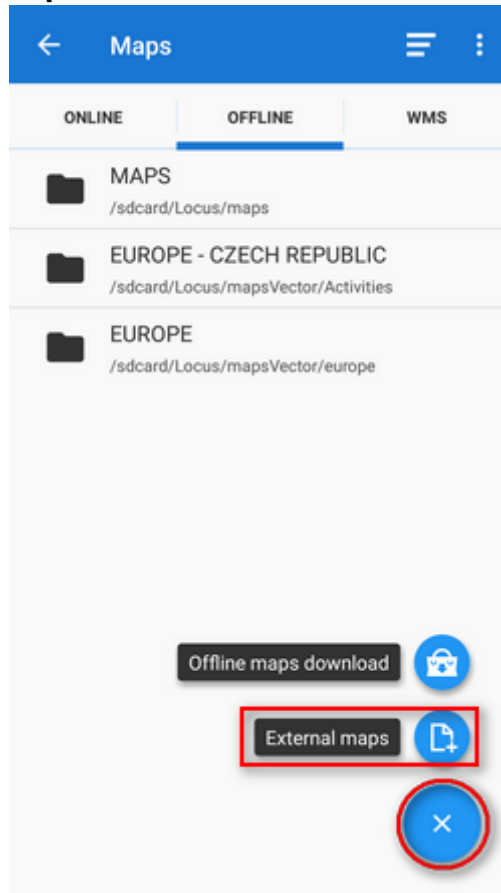 Maps
ONLINE OFFLINE WMS
MAPS
/sdcard/Locus/maps
EUROPE - CZECH REPUBLIC
/sdcard/Locus/mapsVector/Activities
EUROPE
/sdcard/Locus/mapsVector/europe
Offline maps download
External maps